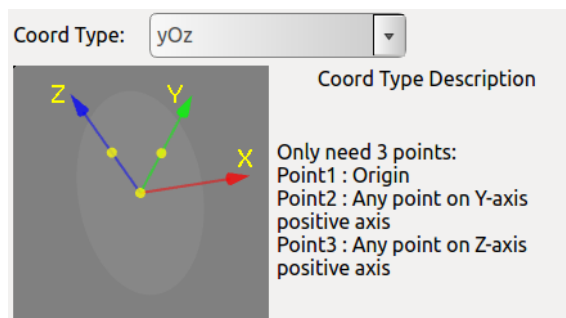 Coord Type: yOz
Coord Type Description
Z
Y
X
Only need 3 points:
Point1 : Origin
Point2 : Any point on Y-axis
positive axis
Point3 : Any point on Z-axis
positive axis